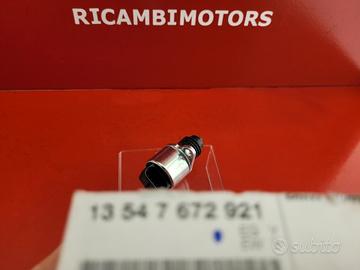 RICAMBIMOTORS
13 54 7 672 921
subito